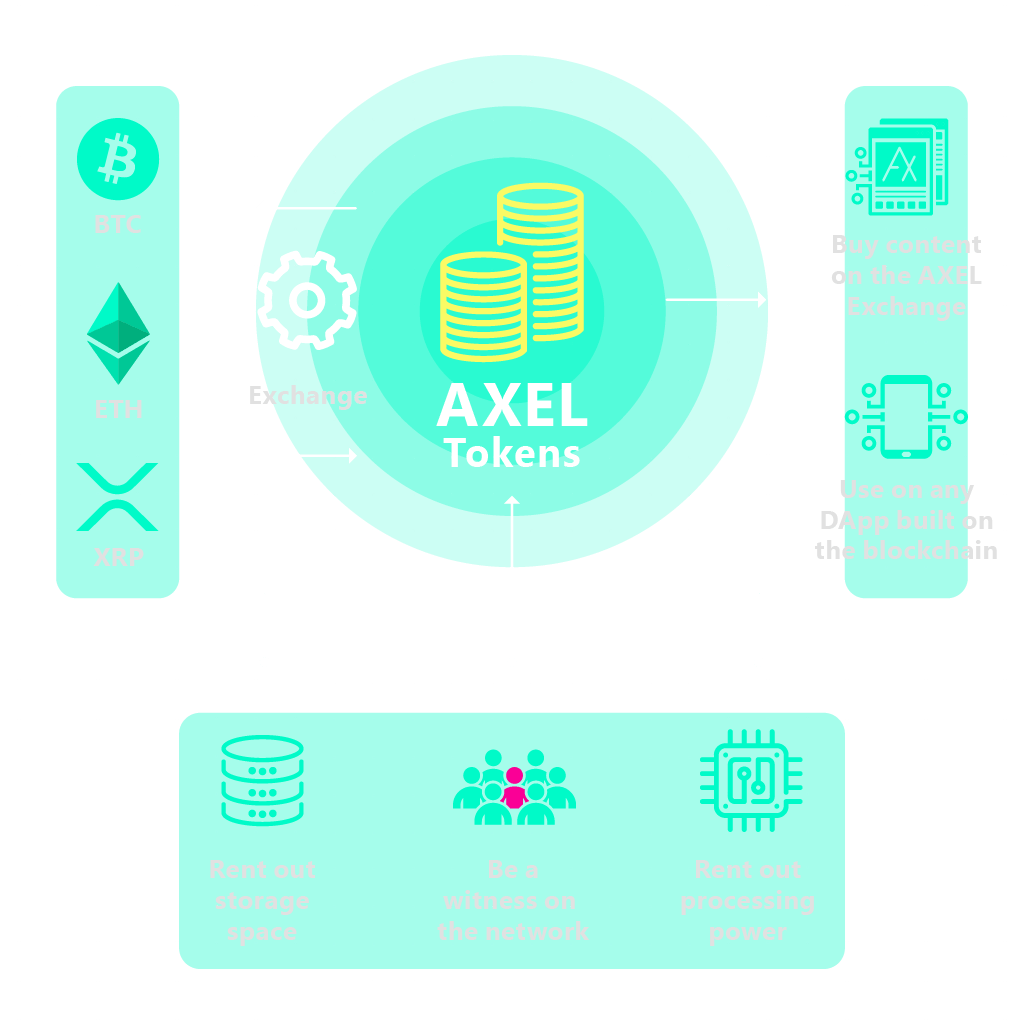 BTC
ETH
XRP
Exchange
AXEL
Tokens
AX
Buy content
on the AXEL
Exchange
Use on any
DApp built on
the blockchain
Rent out
storage
space
Be a
witness on
the network
Rent out
processing
power